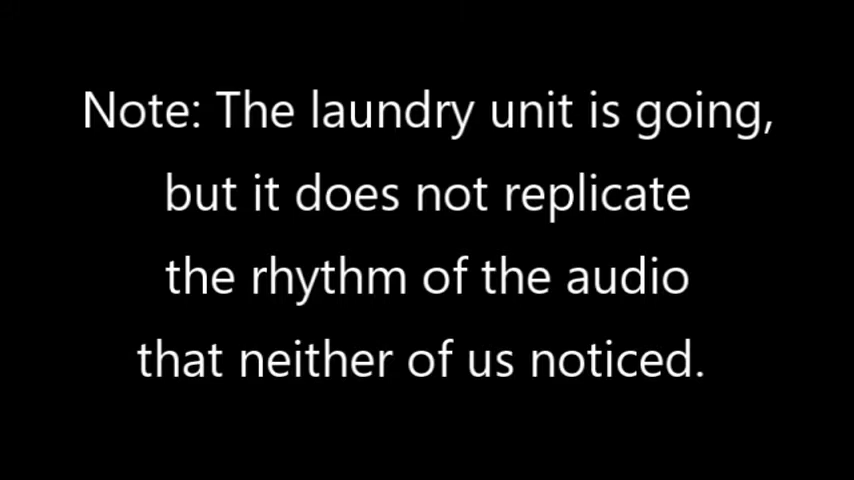 Note: The laundry unit is going,
but it does not replicate
the rhythm of the audio
that neither of us noticed.